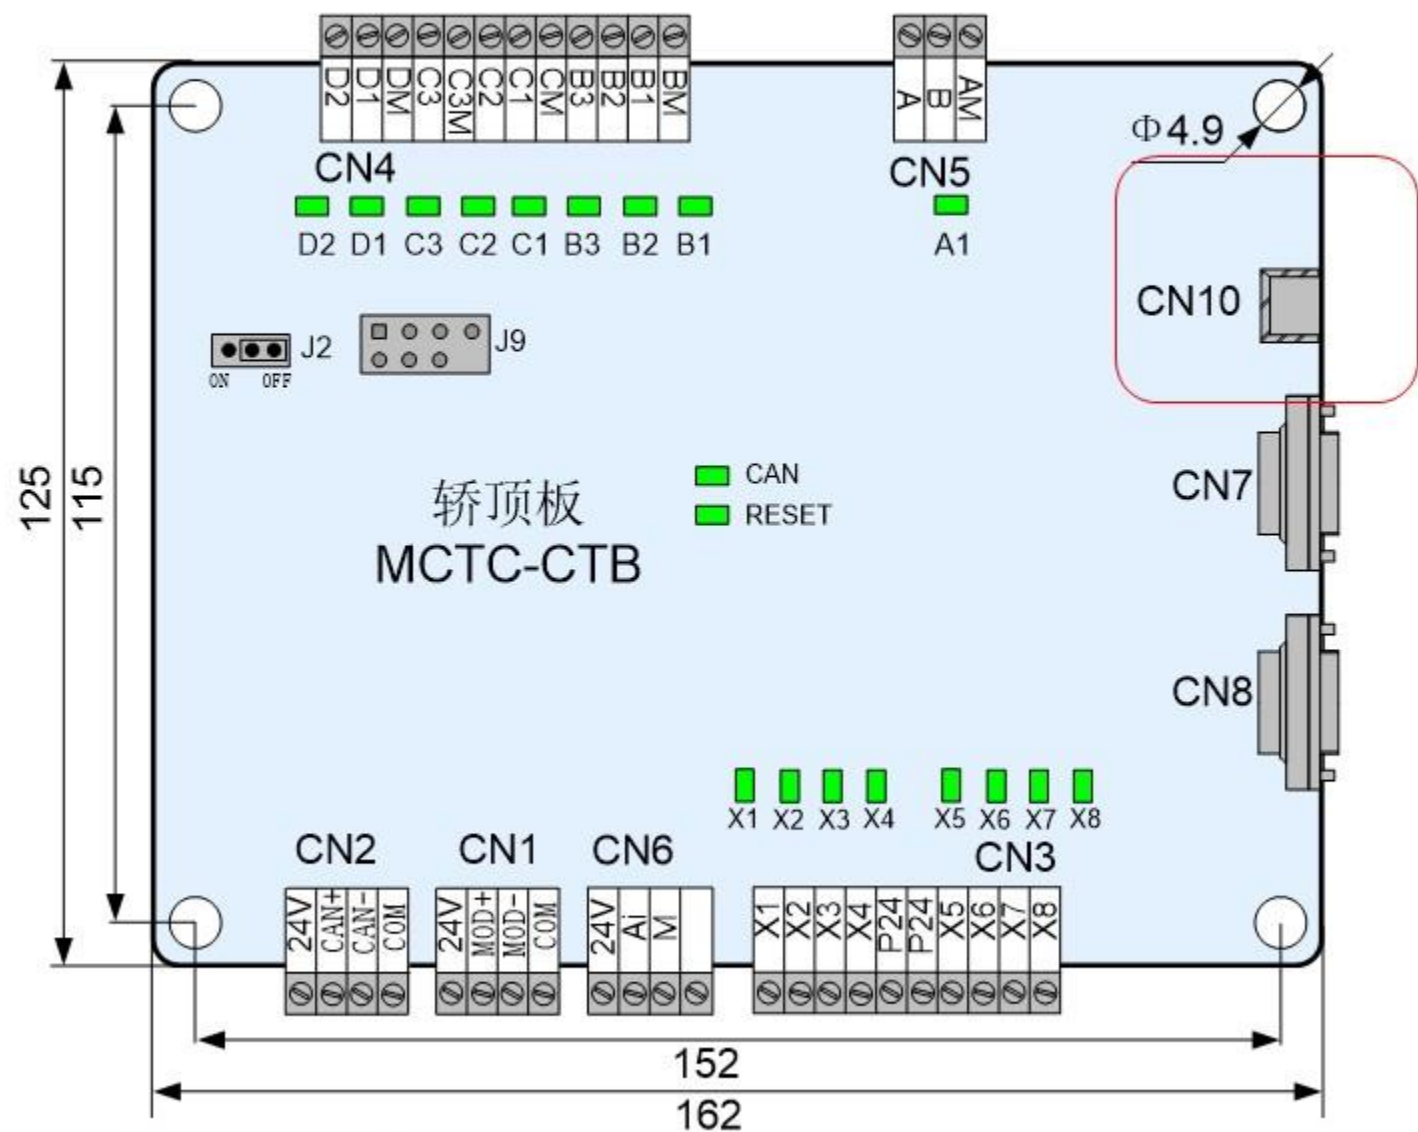 D2 D1 DM C3 C3M C2 C1 CM B3 B2 B1 BM
A B AM
Φ4.9
CN4
CN5
D2 D1 C3 C2 C1 B3 B2 B1
A1
CN10
J2
ON OFF
J9
125
115
CAN
RESET
轿顶板
MCTC-CTB
CN7
CN8
X1 X2 X3 X4 X5 X6 X7 X8
CN2
CN1
CN6
CN3
24V CAN+ CAN- COM
24V MOD+ MOD- COM
24V Ai M
X1 X2 X3 X4 P24 P24 X5 X6 X7 X8
152
162